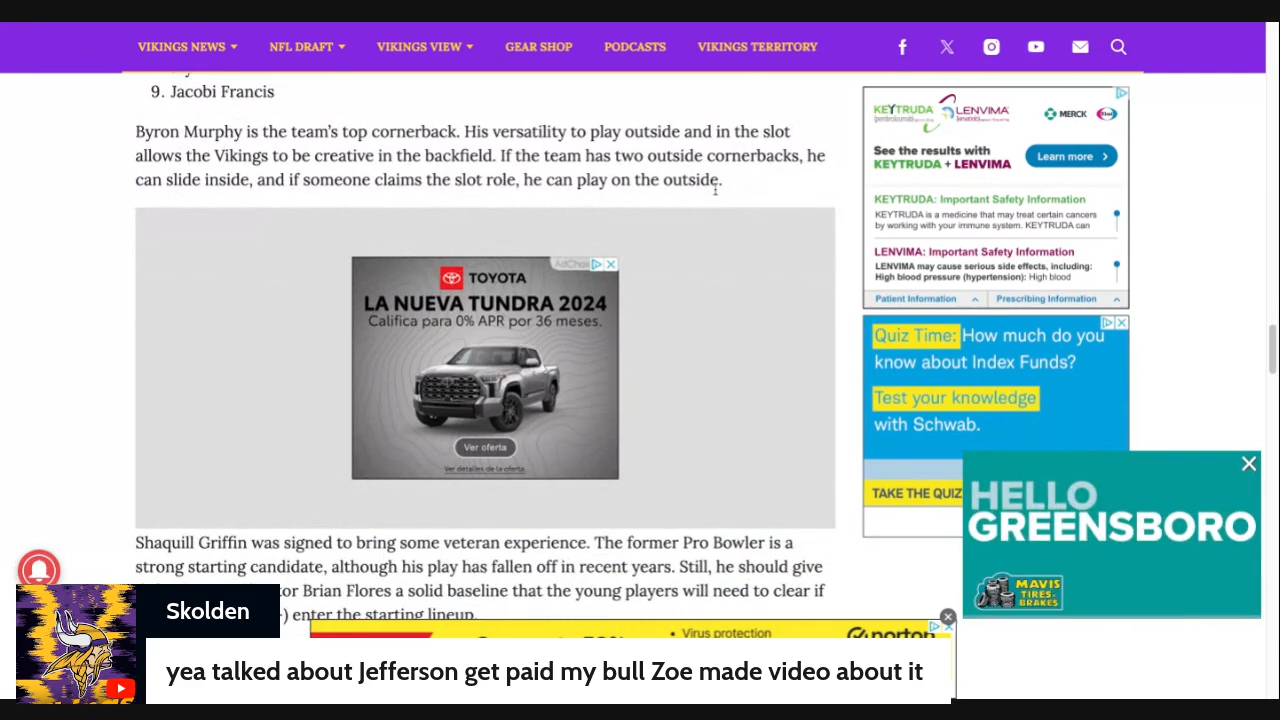 VIKINGS NEWS
NFL DRAFT
VIKINGS VIEW
GEAR SHOP
PODCASTS
VIKINGS TERRITORY
9. Jacobi Francis
Byron Murphy is the team's top cornerback. His versatility to play outside and in the slot
allows the Vikings to be creative in the backfield. If the team has two outside cornerbacks, he
can slide inside, and if someone claims the slot role, he can play on the outside.
AdChoices
TOYOTA
LA NUEVA TUNDRA 2024
Califica para 0% APR por 36 meses.
Ver oferta
Ver detalles de la oferta.
Shaquill Griffin was signed to bring some veteran experience. The former Pro Bowler is a
strong starting candidate, although his play has fallen off in recent years. Still, he should give
tor Brian Flores a solid baseline that the young players will need to clear if
) enter the starting lineup.
KEYTRUDA
(pembrolizumab)
LENVIMA
MERCK
Eisai
See the results with
KEYTRUDA + LENVIMA
Learn more
KEYTRUDA: Important Safety Information
KEYTRUDA is a medicine that may treat certain cancers
by working with your immune system. KEYTRUDA can
LENVIMA: Important Safety Information
LENVIMA may cause serious side effects, including:
High blood pressure (hypertension): High blood
Patient Information
Prescribing Information
Quiz Time: How much do you
know about Index Funds?
Test your knowledge
with Schwab.
TAKE THE QUIZ
HELLO
GREENSBORO
MAVIS
TIRES &
BRAKES
Virus protection
norton
Skolden
yea talked about Jefferson get paid my bull Zoe made video about it